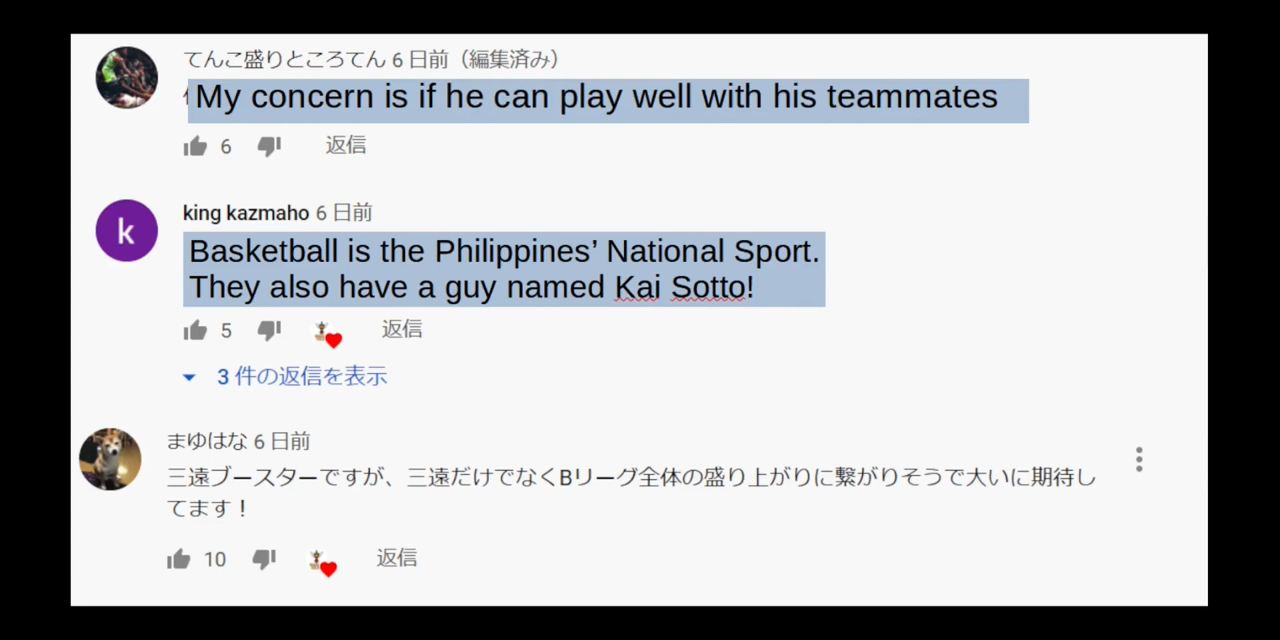 てんこ盛りところてん 6 日前（編集済み）
My concern is if he can play well with his teammates
6 返信
k
king kazmaho 6 日前
Basketball is the Philippines’ National Sport.
They also have a guy named Kai Sotto!
5 返信
3 件の返信を表示
まゆはな 6 日前
三遠ブースターですが、三遠だけでなくBリーグ全体の盛り上がりに繋がりそうで大いに期待し
てます！
10 返信